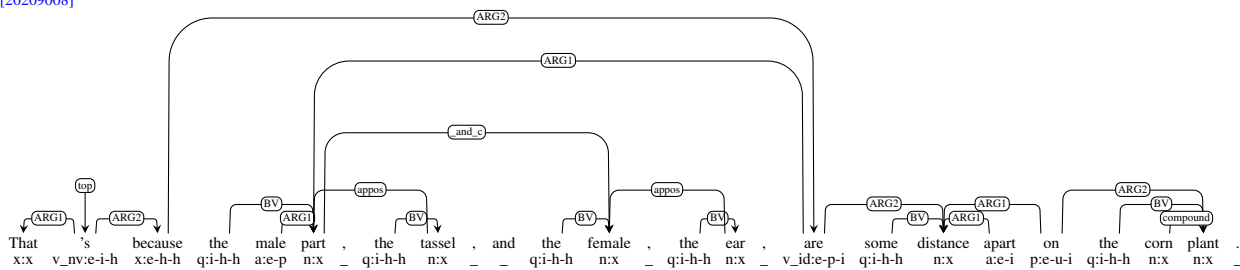 [20209008]
ARG2
ARG1
_and_c
top appos appos ARG2
BV BV
ARG1 ARG2 ARG1 BV BV BV BV ARG2 ARG1 BV ARG1 compound
That 's because the male part , the tassel , and the female , the ear , are some distance apart on the corn plant .
x:x v_nv:e-i-h x:e-h-h q:i-h-h a:e-p n:x _ q:i-h-h n:x _ _ q:i-h-h n:x _ q:i-h-h n:x _ v_id:e-p-i q:i-h-h n:x a:e-i p:e-u-i q:i-h-h n:x n:x _